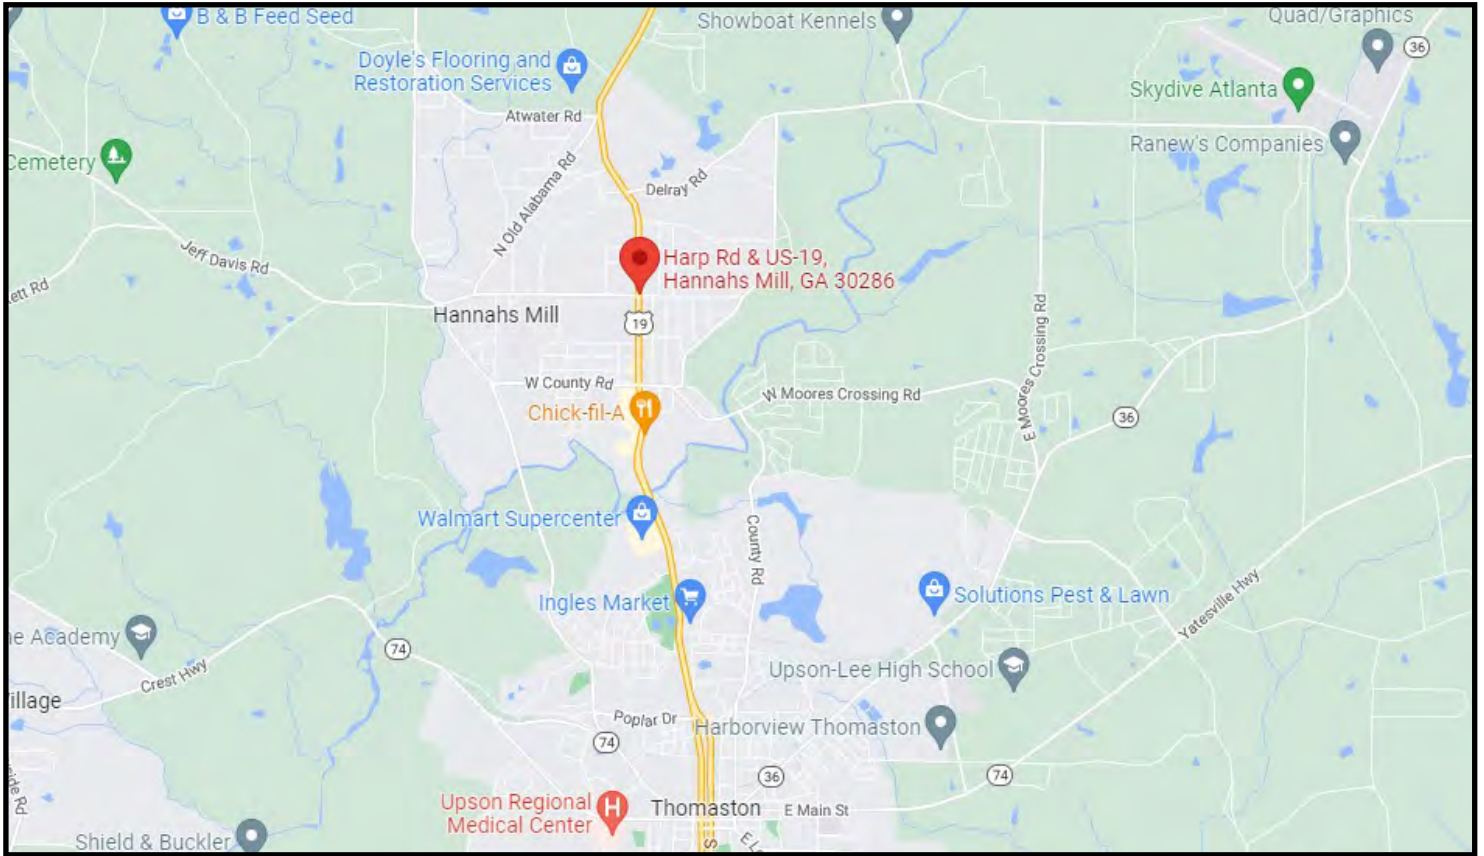 B & B Feed Seed
Showboat Kennels
Quad/Graphics
36
Doyle's Flooring and
Restoration Services
Skydive Atlanta
Atwater Rd
Ranew's Companies
Cemetery
N Old Alabama Rd
Delray Rd
Jeff Davis Rd
Harp Rd & US-19,
Hannahs Mill, GA 30286
ett Rd
Hannahs Mill
19
E Moores Crossing Rd
W County Rd
W Moores Crossing Rd
Chick-fil-A
36
Walmart Supercenter
County Rd
Ingles Market
Solutions Pest & Lawn
Yatesville Hwy
ne Academy
74
Crest Hwy
Upson-Lee High School
illage
Poplar Dr
Harborview Thomaston
74
36
74
Upson Regional
Medical Center
Thomaston
E Main St
Shield & Buckler
S